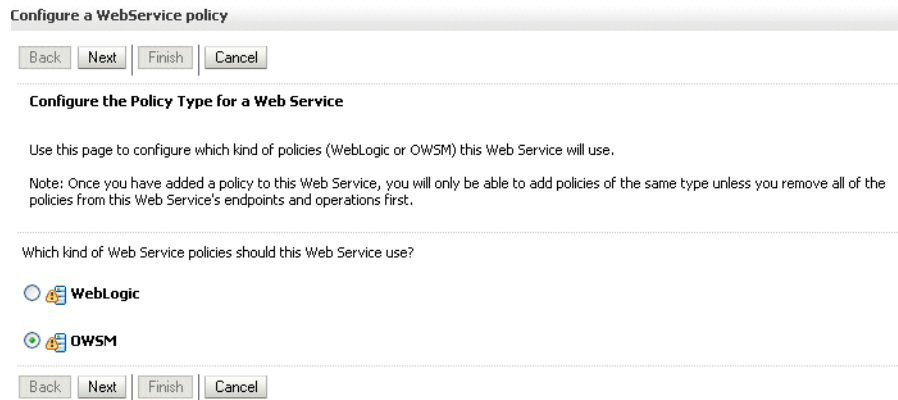 Configure a WebService policy
Back Next Finish Cancel
Configure the Policy Type for a Web Service
Use this page to configure which kind of policies (WebLogic or OWSM) this Web Service will use.
Note: Once you have added a policy to this Web Service, you will only be able to add policies of the same type unless you remove all of the
policies from this Web Service's endpoints and operations first.
Which kind of Web Service policies should this Web Service use?
WebLogic
OWSM
Back Next Finish Cancel